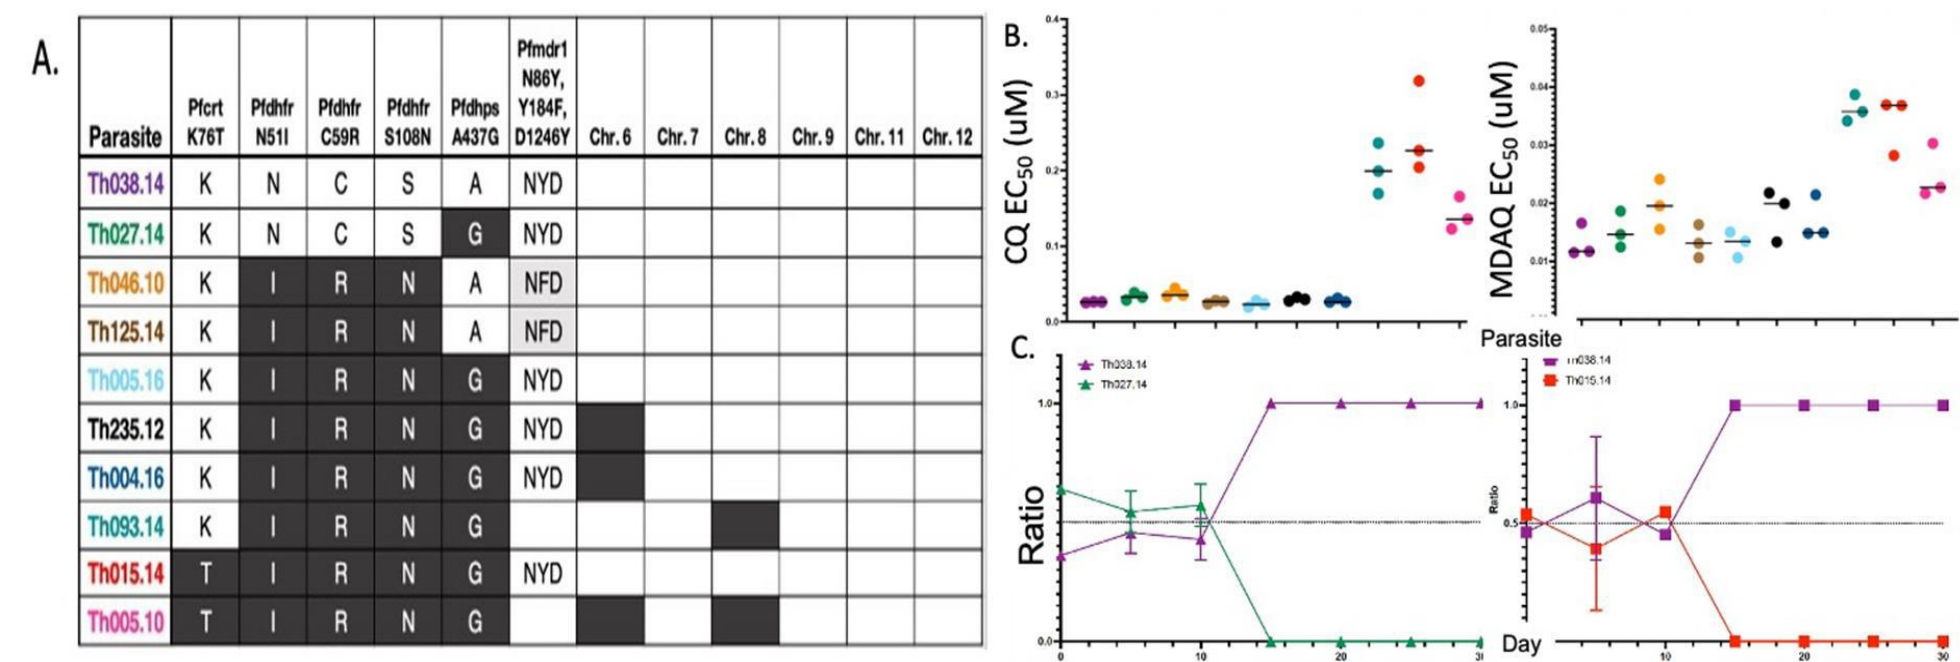 A.
Parasite Pfcrt K76T Pfdhfr N51I Pfdhfr C59R Pfdhfr S108N Pfdhps A437G Pfmdr1 N86Y, Y184F, D1246Y Chr. 6 Chr. 7 Chr. 8 Chr. 9 Chr. 11 Chr. 12
Th038.14 K N C S A NYD
Th027.14 K N C S G NYD
Th046.10 K I R N A NFD
Th125.14 K I R N A NFD
Th005.16 K I R N G NYD
Th235.12 K I R N G NYD
Th004.16 K I R N G NYD
Th093.14 K I R N G
Th015.14 T I R N G NYD
Th005.10 T I R N G
B.
CQ EC50 (uM)
0.4
0.3
0.2
0.1
0.0
MDAQ EC50 (uM)
0.05
0.04
0.03
0.02
0.01
Parasite
C.
Th038.14
Th027.14
Ratio
1.0
0.0
0 10 20
Th038.14
Th015.14
Ratio
1.0
0.5
Day
10 20 30